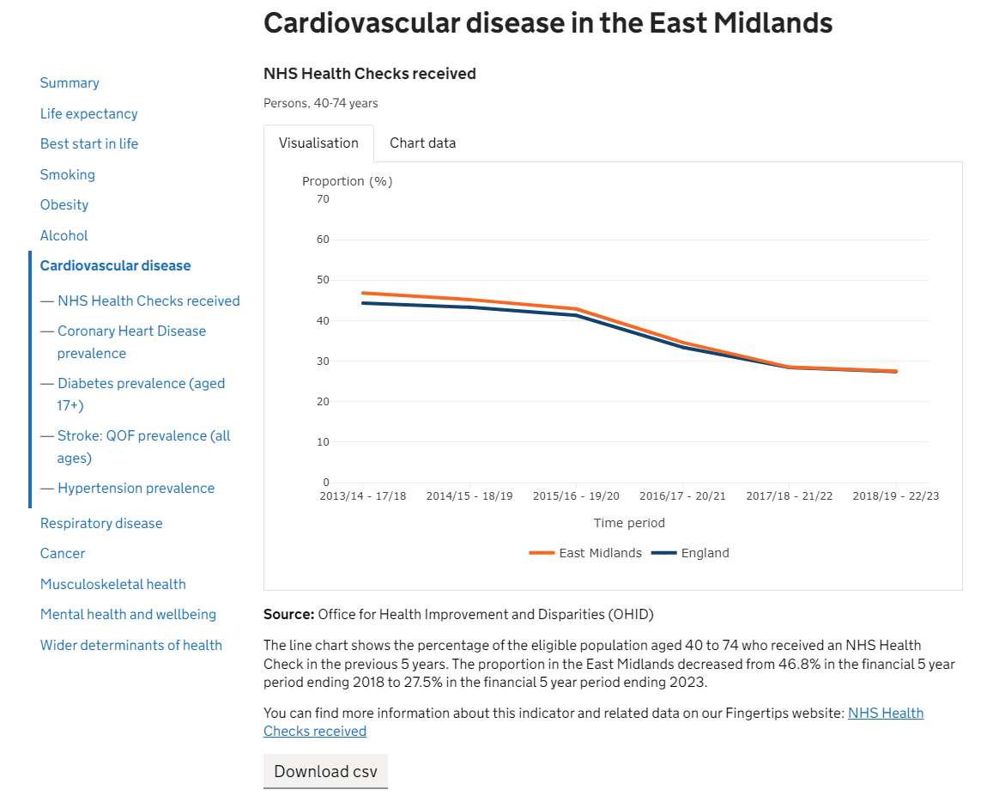 Cardiovascular disease in the East Midlands
Summary
Life expectancy
Best start in life
Smoking
Obesity
Alcohol
Cardiovascular disease
— NHS Health Checks received
— Coronary Heart Disease
prevalence
— Diabetes prevalence (aged
17+)
— Stroke: QOF prevalence (all
ages)
— Hypertension prevalence
Respiratory disease
Cancer
Musculoskeletal health
Mental health and wellbeing
Wider determinants of health
NHS Health Checks received
Persons, 40-74 years
Visualisation Chart data
Proportion (%)
70
60
50
40
30
20
10
0
2013/14 - 17/18 2014/15 - 18/19 2015/16 - 19/20 2016/17 - 20/21 2017/18 - 21/22 2018/19 - 22/23
Time period
East Midlands England
Source: Office for Health Improvement and Disparities (OHID)
The line chart shows the percentage of the eligible population aged 40 to 74 who received an NHS Health
Check in the previous 5 years. The proportion in the East Midlands decreased from 46.8% in the financial 5 year
period ending 2018 to 27.5% in the financial 5 year period ending 2023.
You can find more information about this indicator and related data on our Fingertips website: NHS Health
Checks received
Download csv